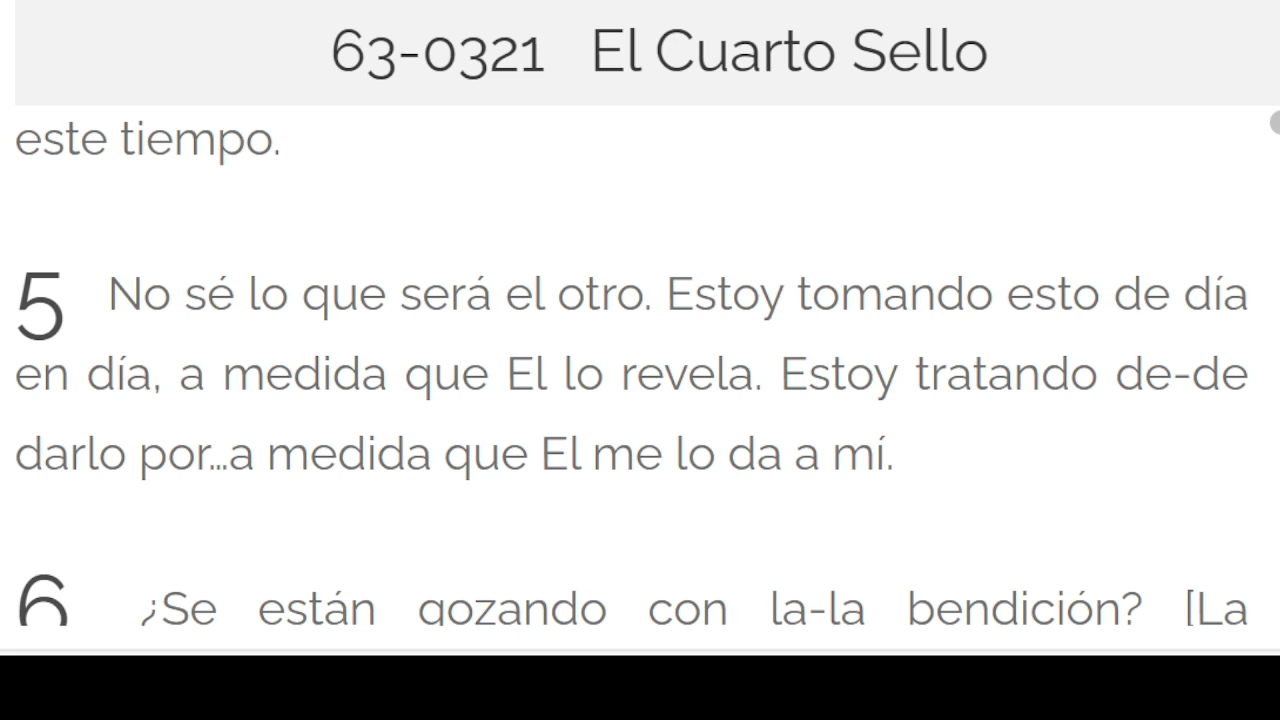 63-0321 El Cuarto Sello
este tiempo.
5 No sé lo que será el otro. Estoy tomando esto de día
en día, a medida que El lo revela. Estoy tratando de-de
darlo por...a medida que El me lo da a mí.
6 ¿Se están gozando con la-la bendición? [La